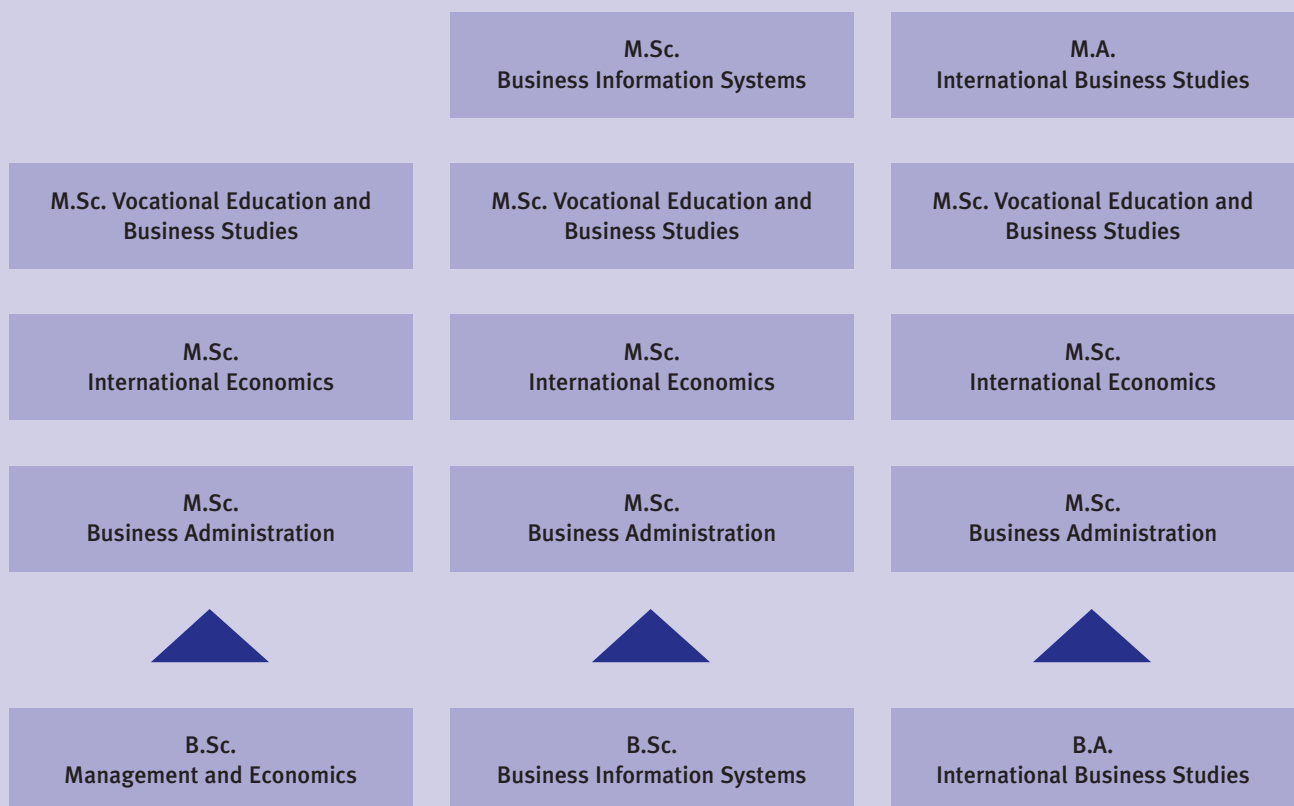 M.Sc.
Business Information Systems
M.A.
International Business Studies
M.Sc. Vocational Education and
Business Studies
M.Sc. Vocational Education and
Business Studies
M.Sc. Vocational Education and
Business Studies
M.Sc.
International Economics
M.Sc.
International Economics
M.Sc.
International Economics
M.Sc.
Business Administration
M.Sc.
Business Administration
M.Sc.
Business Administration
B.Sc.
Management and Economics
B.Sc.
Business Information Systems
B.A.
International Business Studies